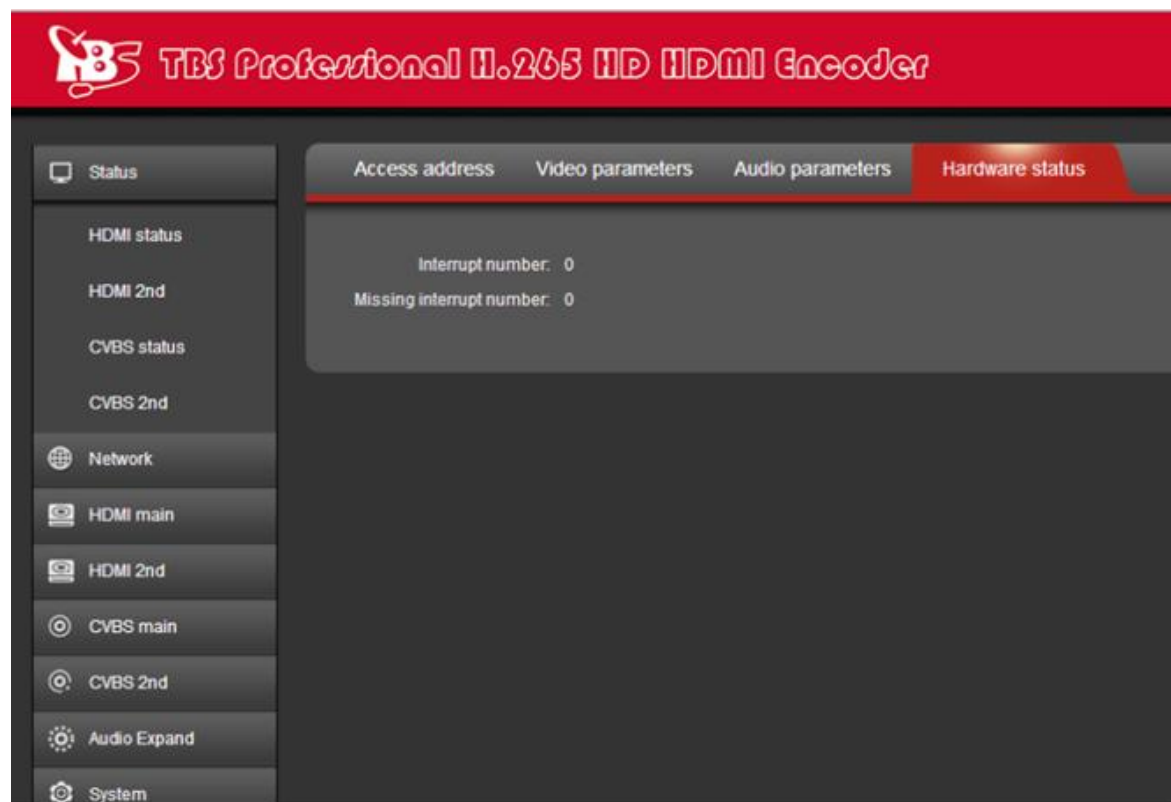 TBS TBS Professional H.265 HD HDMI Encoder
Status
Access address Video parameters Audio parameters Hardware status
HDMI status
HDMI 2nd
CVBS status
CVBS 2nd
Interrupt number: 0
Missing interrupt number: 0
Network
HDMI main
HDMI 2nd
CVBS main
CVBS 2nd
Audio Expand
System